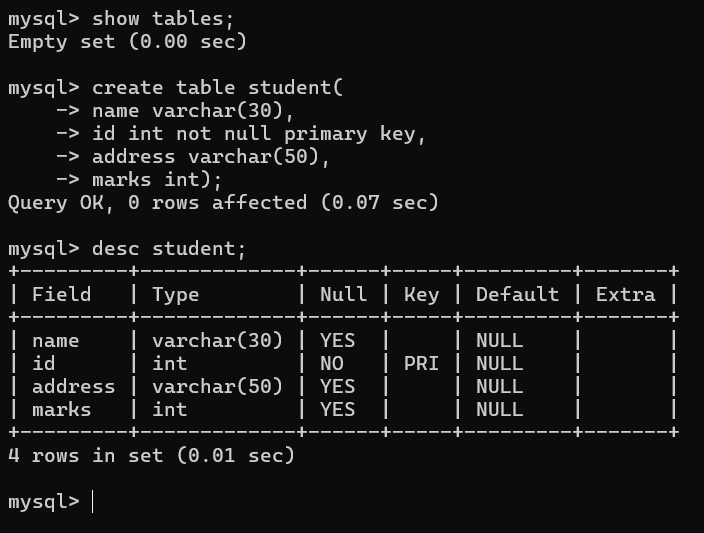 mysql> show tables;
Empty set (0.00 sec)

mysql> create table student(
    -> name varchar(30),
    -> id int not null primary key,
    -> address varchar(50),
    -> marks int);
Query OK, 0 rows affected (0.07 sec)

mysql> desc student;
+---------+-------------+------+-----+---------+-------+
| Field   | Type        | Null | Key | Default | Extra |
+---------+-------------+------+-----+---------+-------+
| name    | varchar(30) | YES  |     | NULL    |       |
| id      | int         | NO   | PRI | NULL    |       |
| address | varchar(50) | YES  |     | NULL    |       |
| marks   | int         | YES  |     | NULL    |       |
+---------+-------------+------+-----+---------+-------+
4 rows in set (0.01 sec)

mysql>